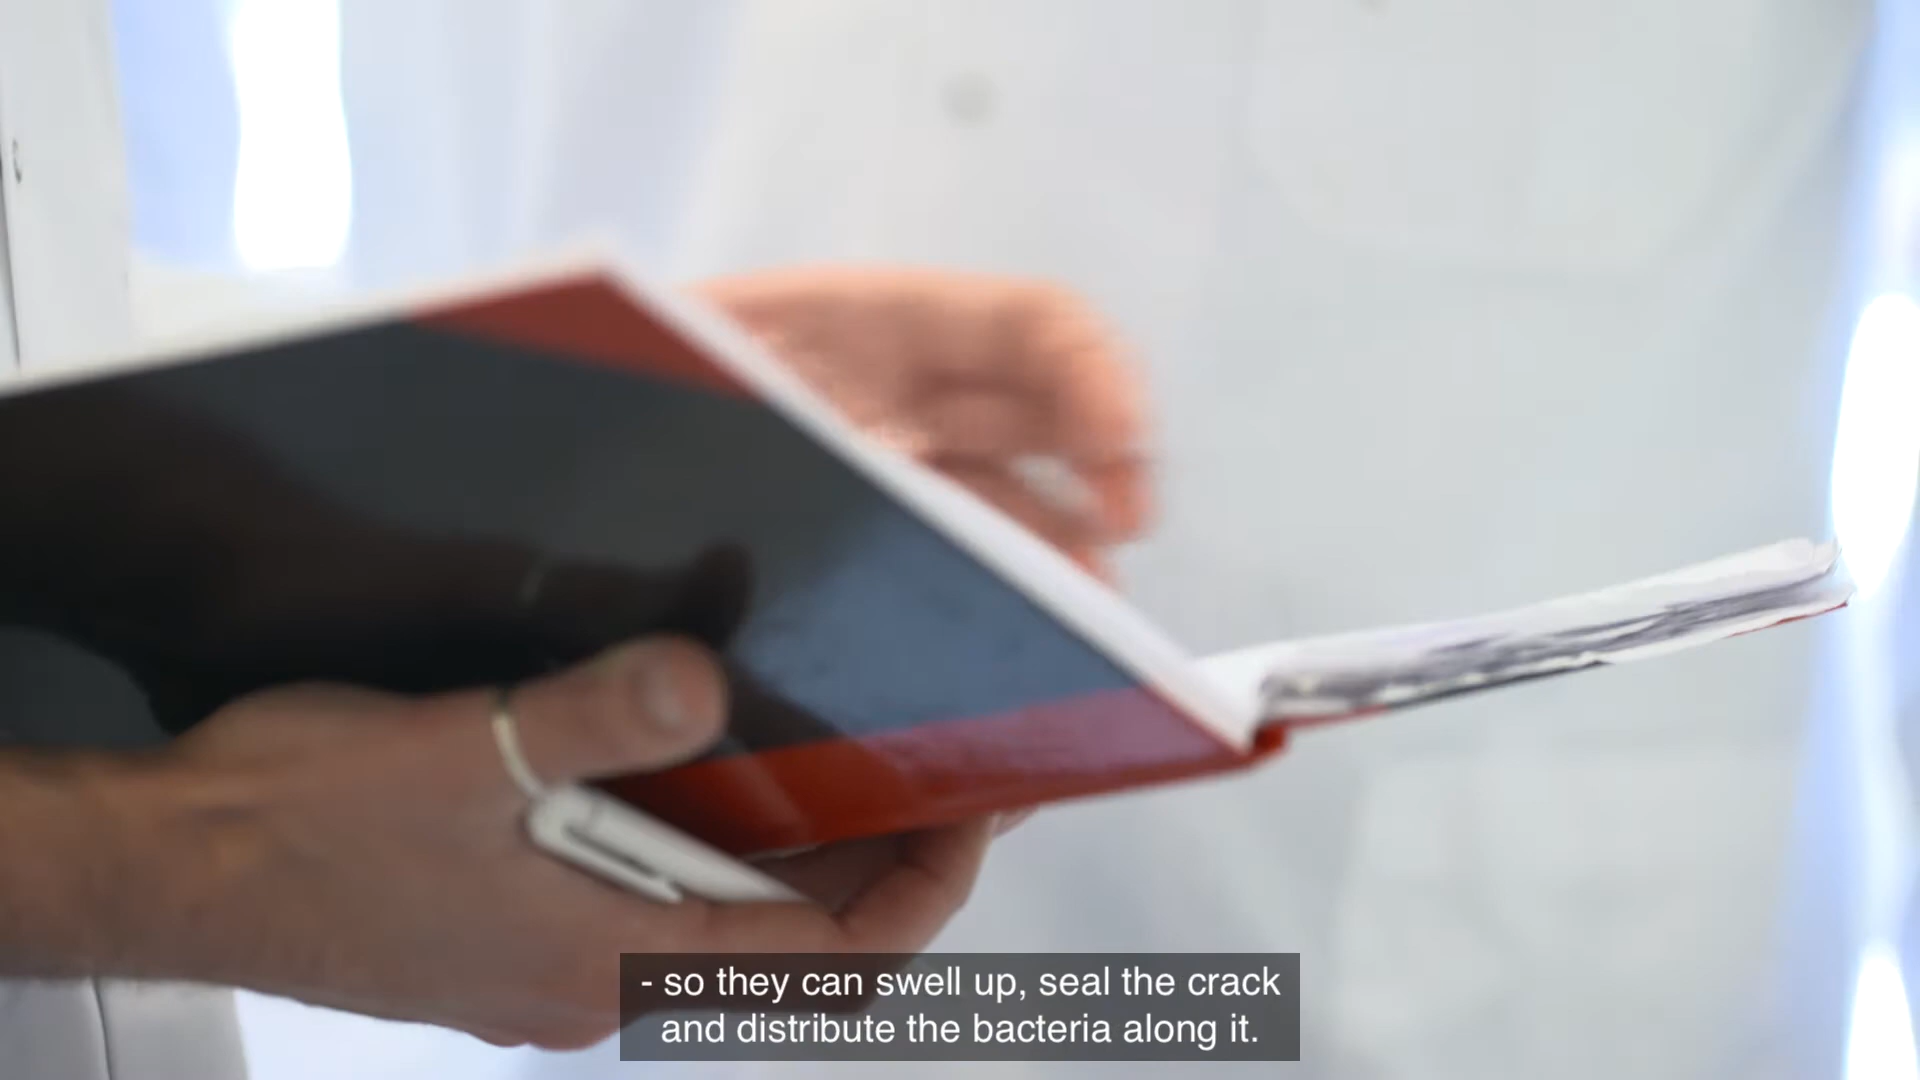 - so they can swell up, seal the crack
and distribute the bacteria along it.